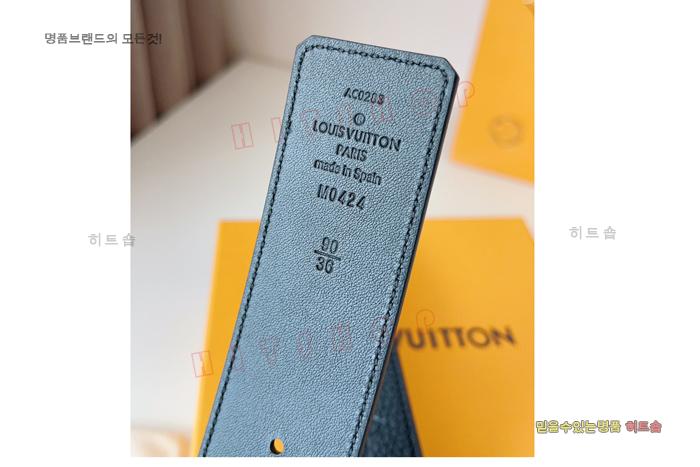 명품브랜드의 모든것!
AC0203
LOUIS VUITTON
PARIS
made in Spain
M0424
90
36
히트숍
히트숍
VUITTON
믿을수있는명품 히트숍